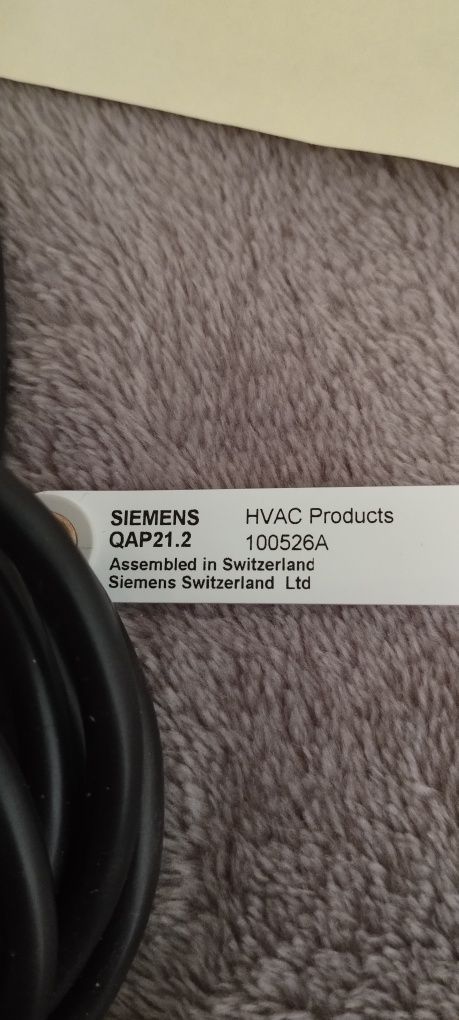 SIEMENS HVAC Products
QAP21.2 100526A
Assembled in Switzerland
Siemens Switzerland Ltd